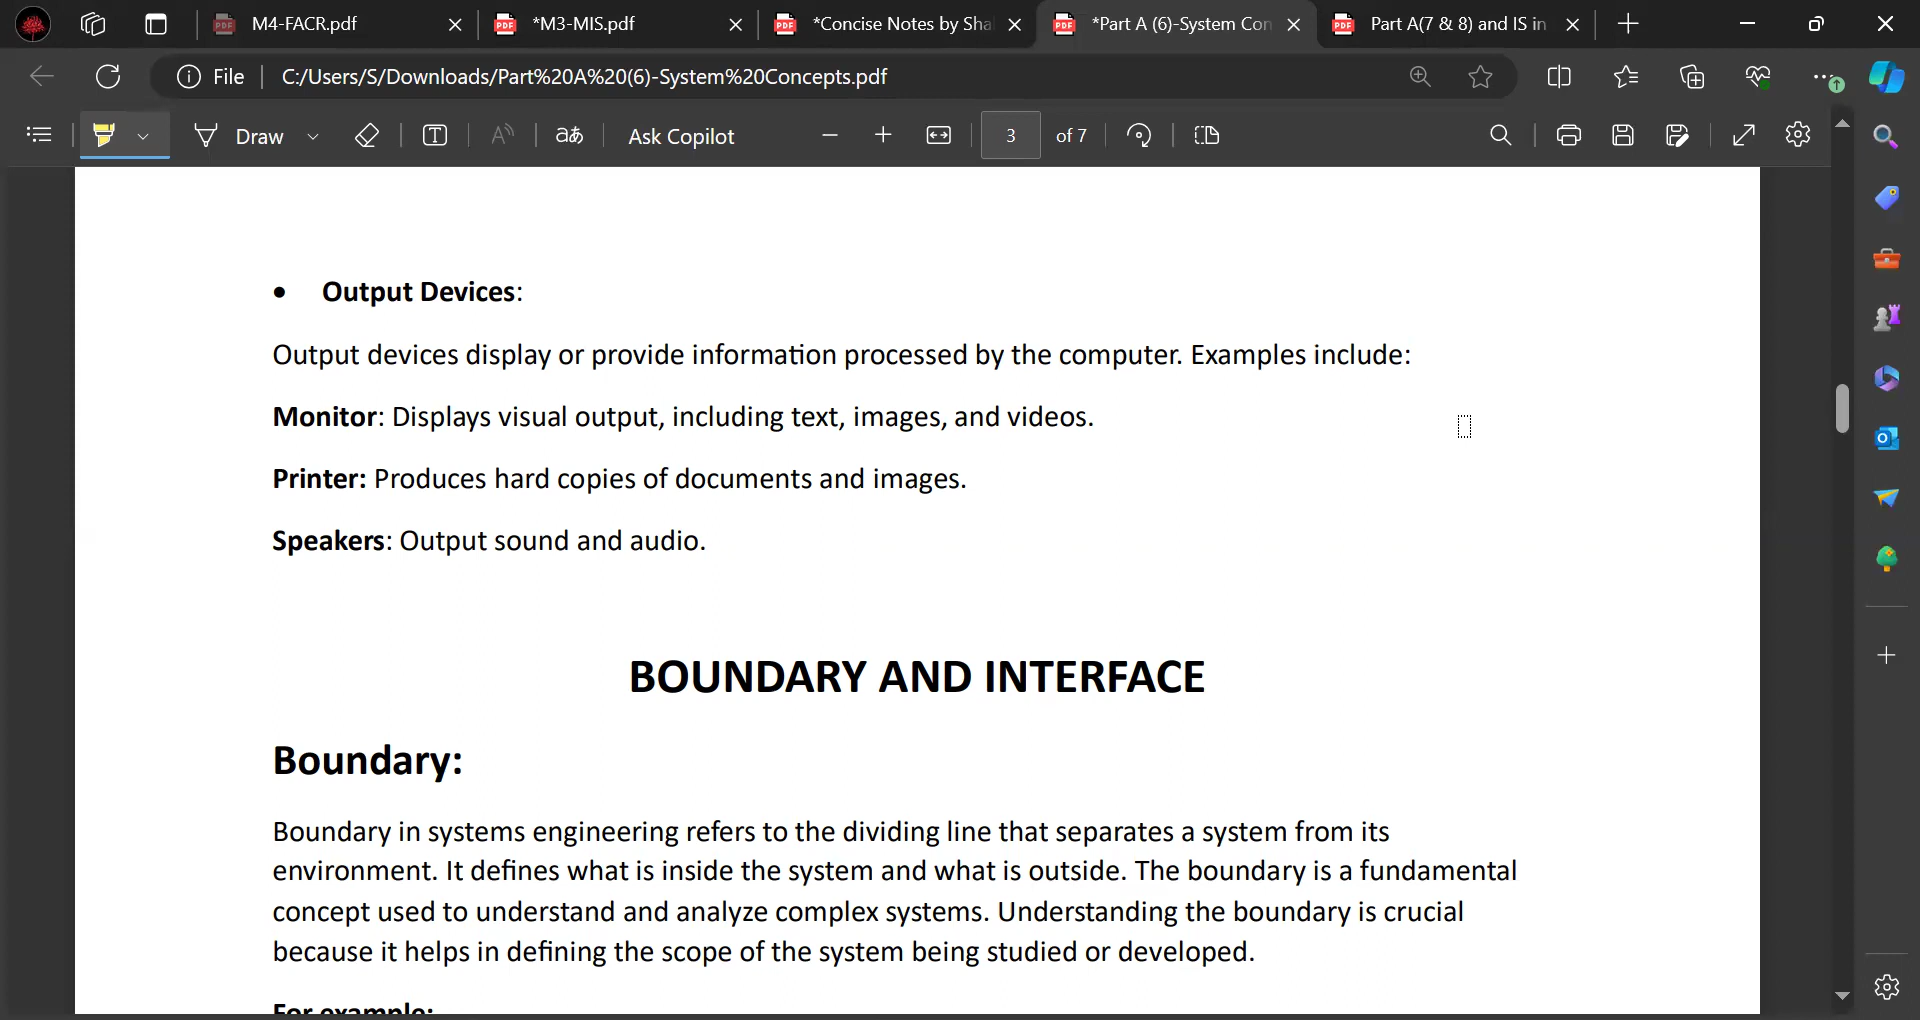 M4-FACR.pdf
*M3-MIS.pdf
*Concise Notes by Sha
*Part A (6)-System Con
Part A(7 & 8) and IS in
File
C:/Users/S/Downloads/Part%20A%20(6)-System%20Concepts.pdf
Draw
aあ
Ask Copilot
3 of 7
• Output Devices:
Output devices display or provide information processed by the computer. Examples include:
Monitor: Displays visual output, including text, images, and videos.
Printer: Produces hard copies of documents and images.
Speakers: Output sound and audio.
BOUNDARY AND INTERFACE
Boundary:
Boundary in systems engineering refers to the dividing line that separates a system from its
environment. It defines what is inside the system and what is outside. The boundary is a fundamental
concept used to understand and analyze complex systems. Understanding the boundary is crucial
because it helps in defining the scope of the system being studied or developed.
For example: